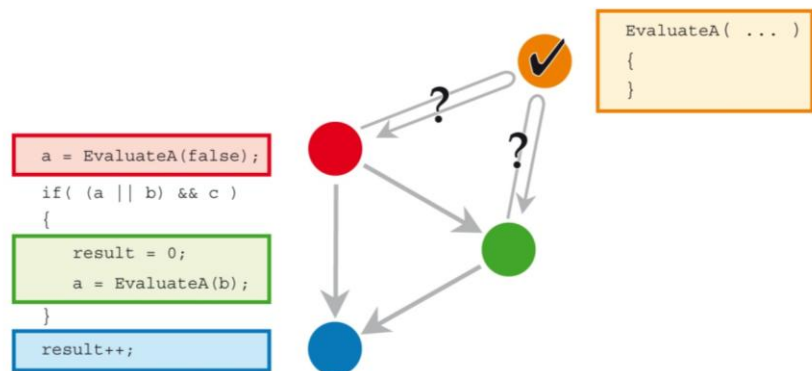 EvaluateA( ... )
{
}
?
?
a = EvaluateA(false);
if( (a || b) && c )
{
result = 0;
a = EvaluateA(b);
}
result++;